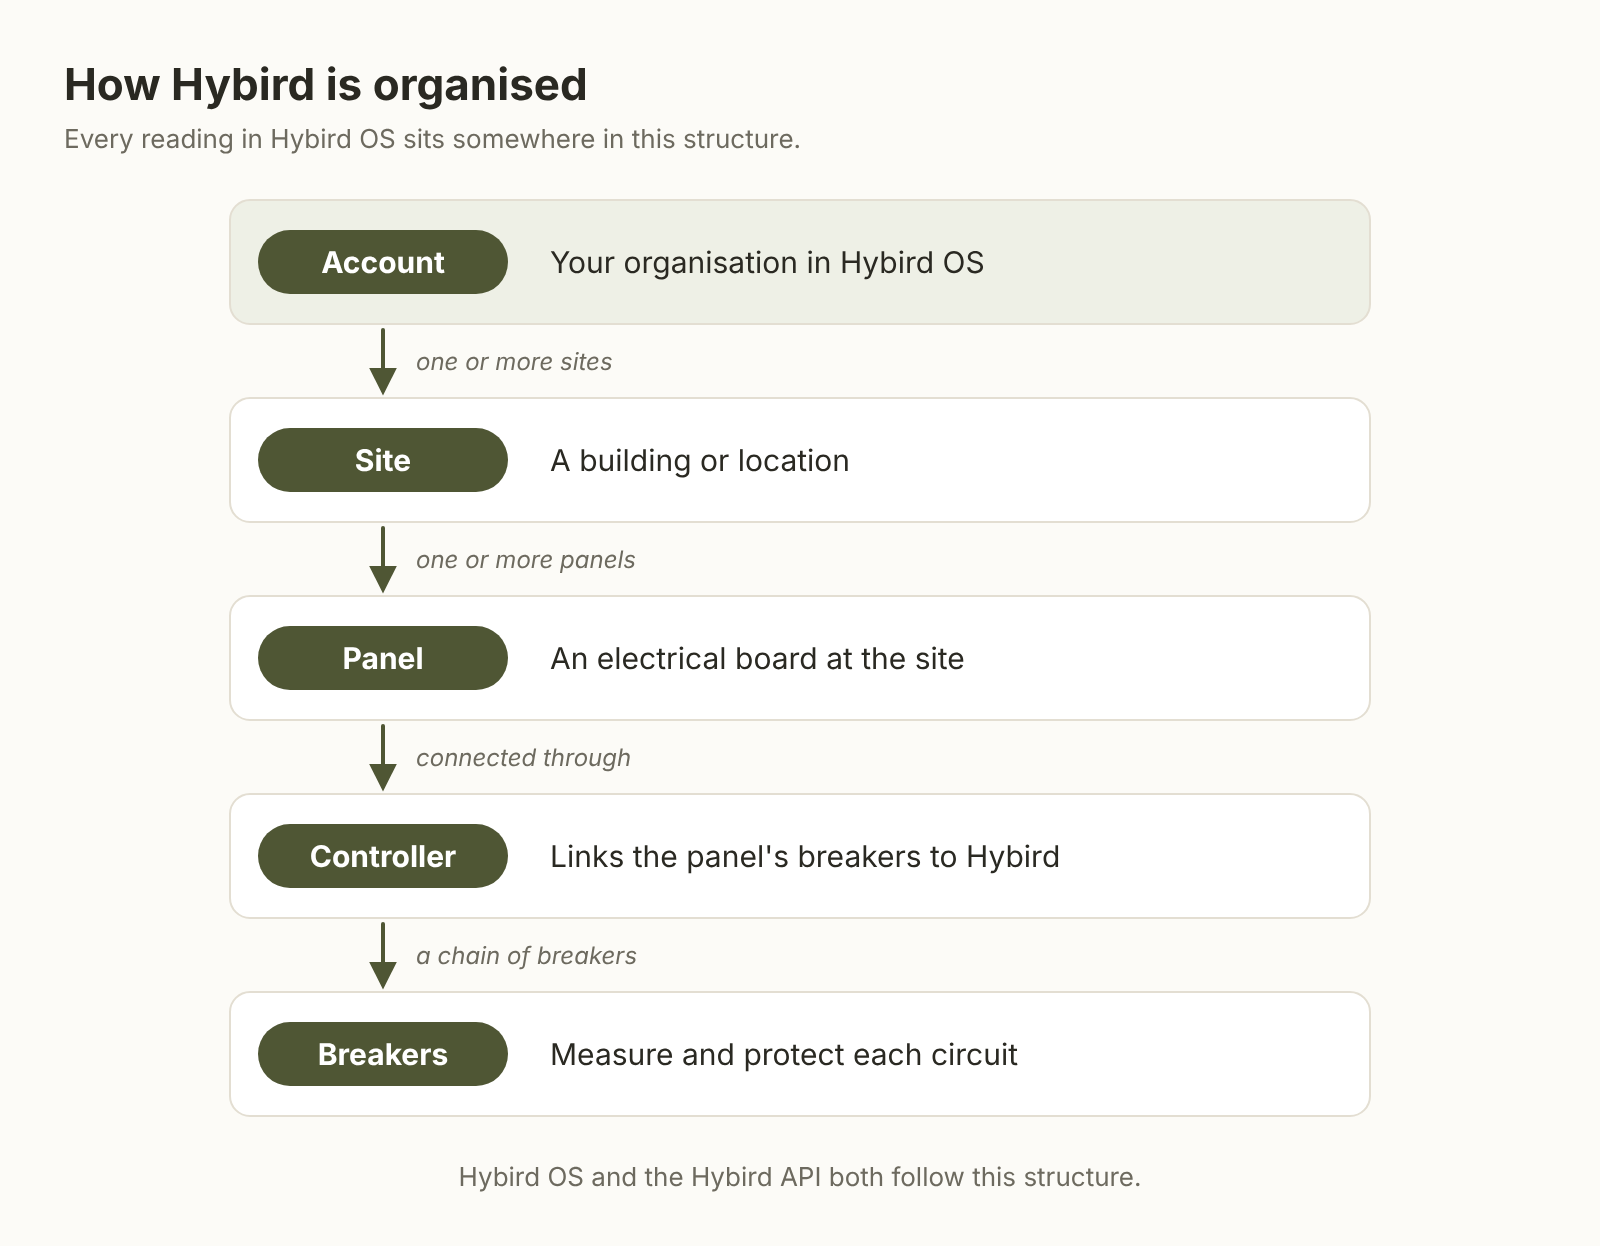 How Hybird is organised
Every reading in Hybird OS sits somewhere in this structure.
Account
Your organisation in Hybird OS
one or more sites
Site
A building or location
one or more panels
Panel
An electrical board at the site
connected through
Controller
Links the panel's breakers to Hybird
a chain of breakers
Breakers
Measure and protect each circuit
Hybird OS and the Hybird API both follow this structure.